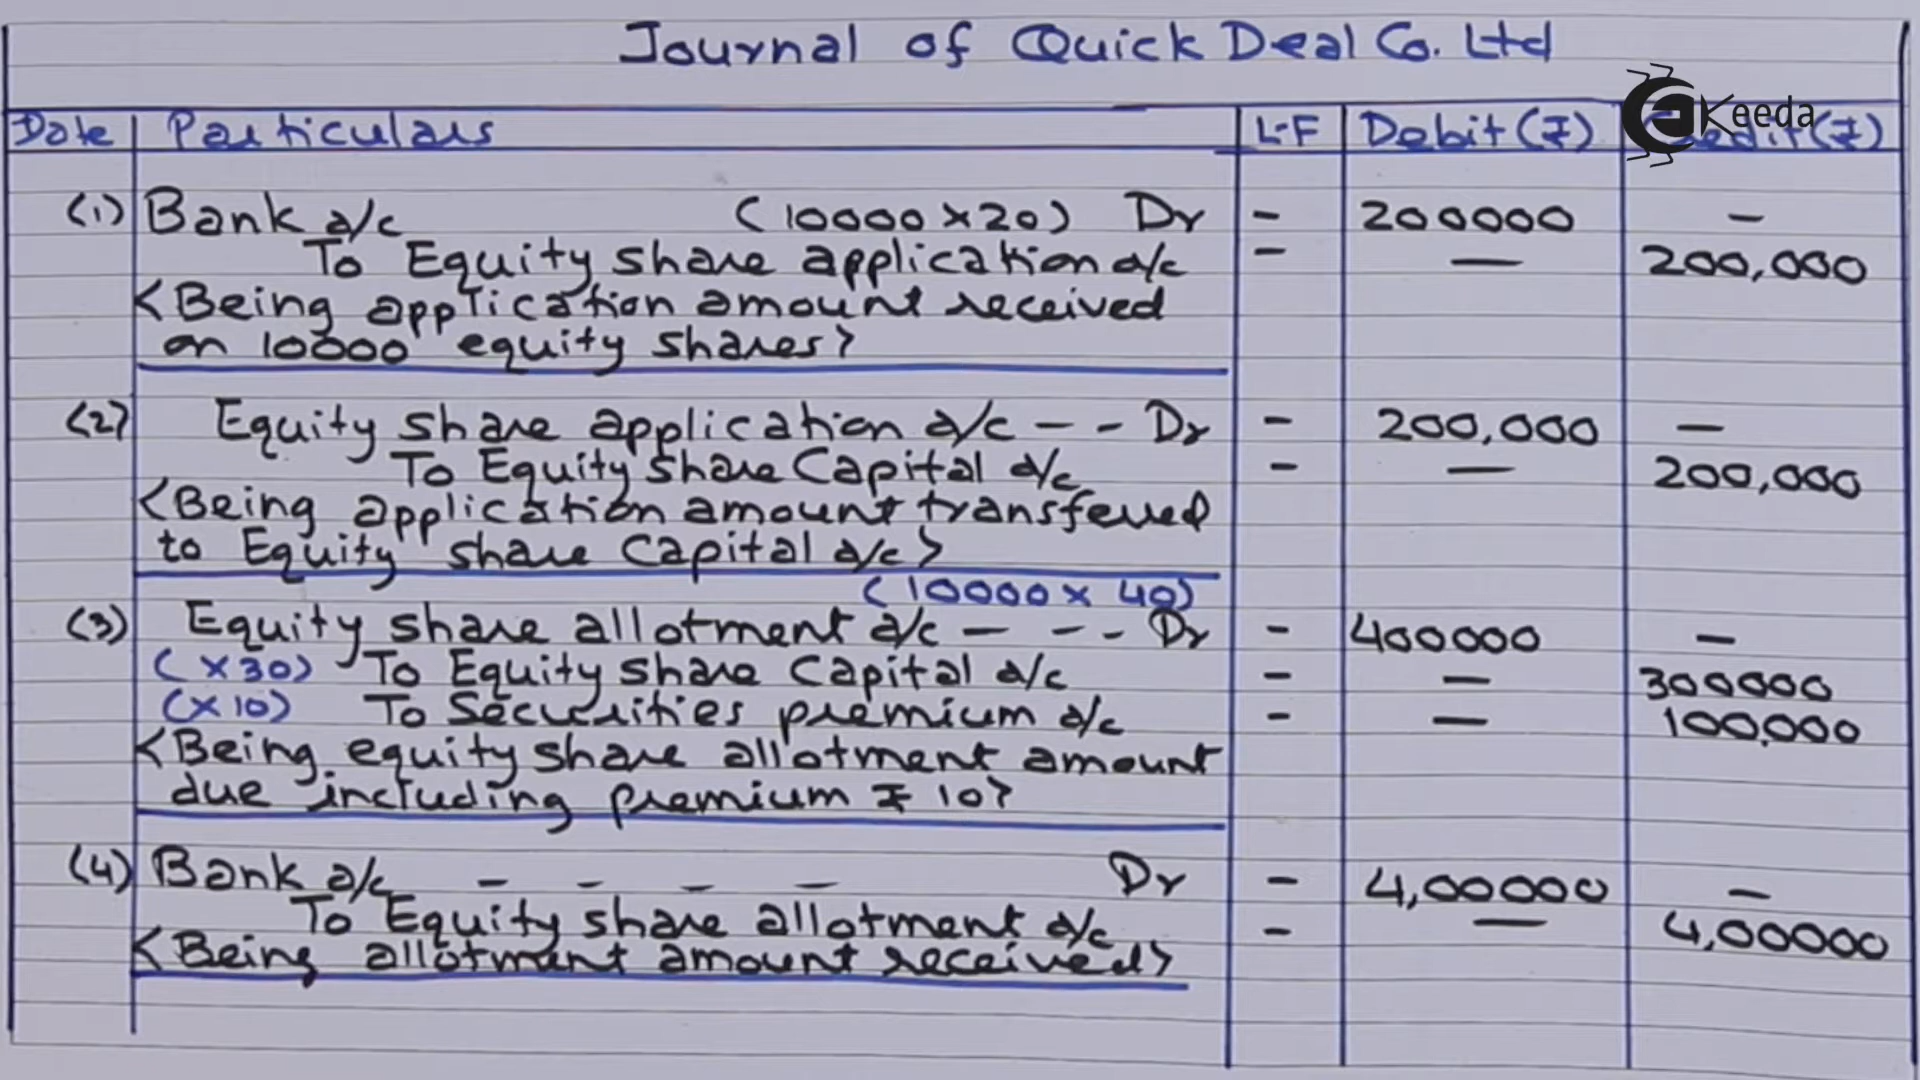 Journal of Quick Deal Co. Ltd
Keeda
Date Particulars L.F Debit (₹) Credit (₹)
(1) Bank a/c (10000 × 20) Dr - 200000 -
To Equity share application a/c - - 200,000
<Being application amount received
on 10000 equity shares>
(2) Equity share application a/c - - Dr - 200,000 -
To Equity share Capital a/c - - 200,000
<Being application amount transferred
to Equity share Capital a/c>
(10000 × 40)
(3) Equity share allotment a/c - - - Dr - 400000 -
(×30) To Equity share Capital a/c - - 300000
(×10) To Securities premium a/c - - 100,000
<Being equity share allotment amount
due including premium ₹ 10>
(4) Bank a/c - - - - Dr - 4,00000 -
To Equity share allotment a/c - - 4,00000
<Being allotment amount received>